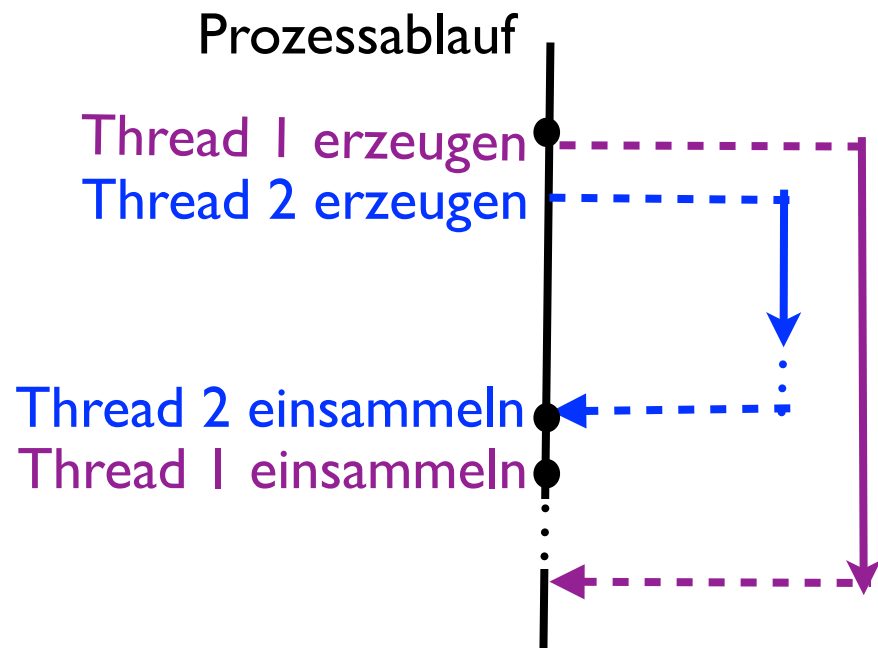 Prozessablauf
Thread 1 erzeugen
Thread 2 erzeugen
Thread 2 einsammeln
Thread 1 einsammeln